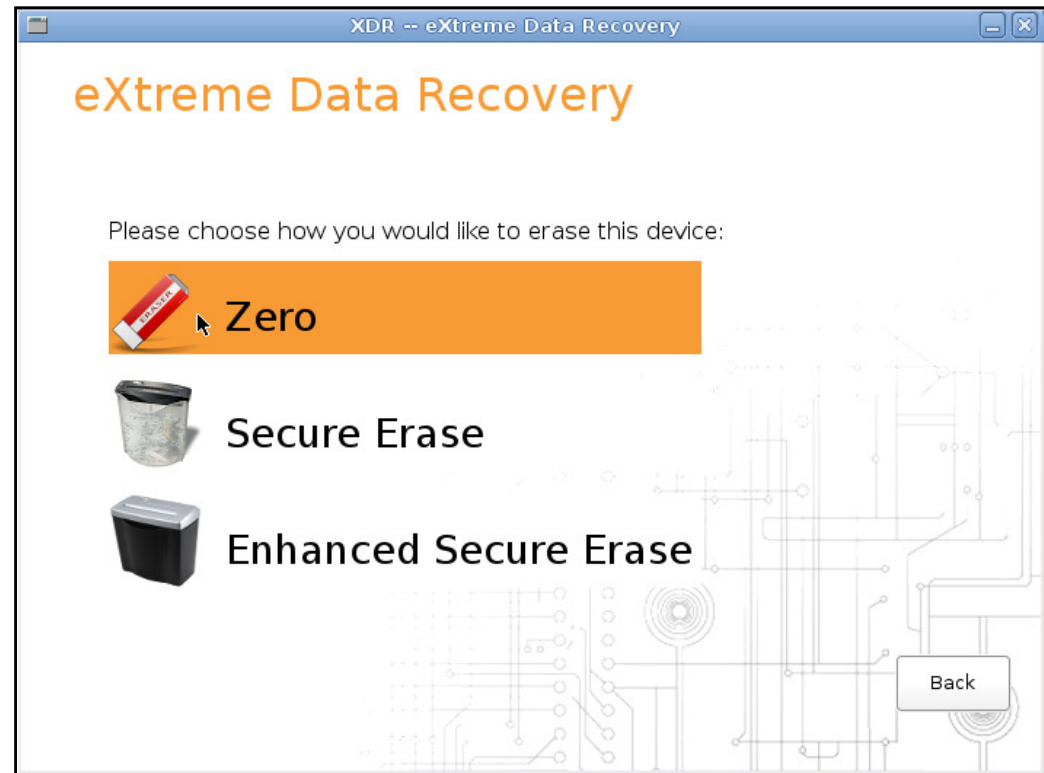 XDR -- eXtreme Data Recovery
eXtreme Data Recovery
Please choose how you would like to erase this device:
ERASER
Zero
Secure Erase
Enhanced Secure Erase
Back